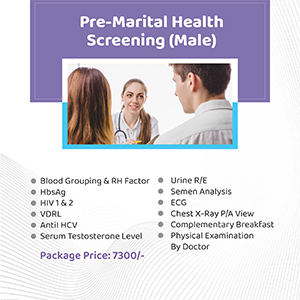 Pre-Marital Health
Screening (Male)
Blood Grouping & RH Factor
HbsAg
HIV 1 & 2
VDRL
Antil HCV
Serum Testosterone Level
Urine R/E
Semen Analysis
ECG
Chest X-Ray P/A View
Complementary Breakfast
Physical Examination
By Doctor
Package Price: 7300/-